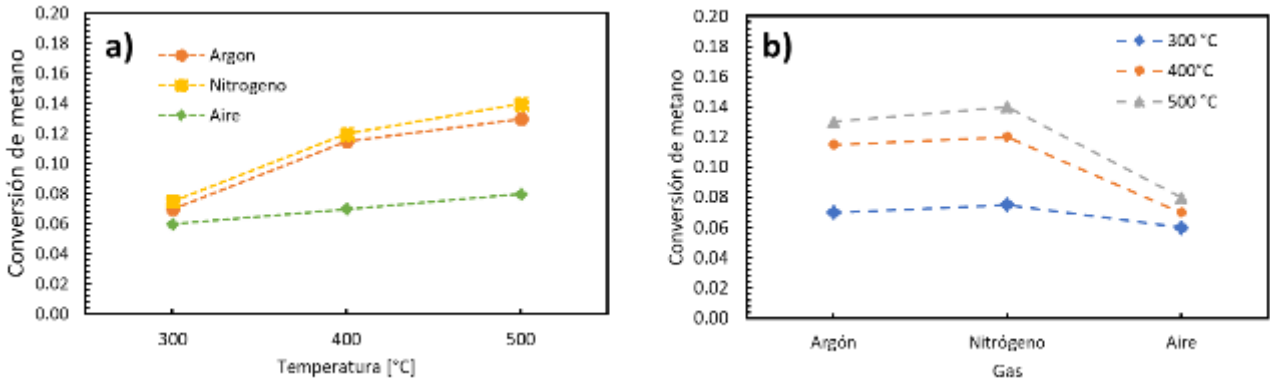 a)
Conversión de metano
0.20
0.18
0.16
0.14
0.12
0.10
0.08
0.06
0.04
0.02
0.00
Argon
Nitrogeno
Aire
300
400
500
Temperatura [°C]
b)
Conversión de metano
0.20
0.18
0.16
0.14
0.12
0.10
0.08
0.06
0.04
0.02
0.00
300 °C
400°C
500 °C
Argón
Nitrógeno
Aire
Gas